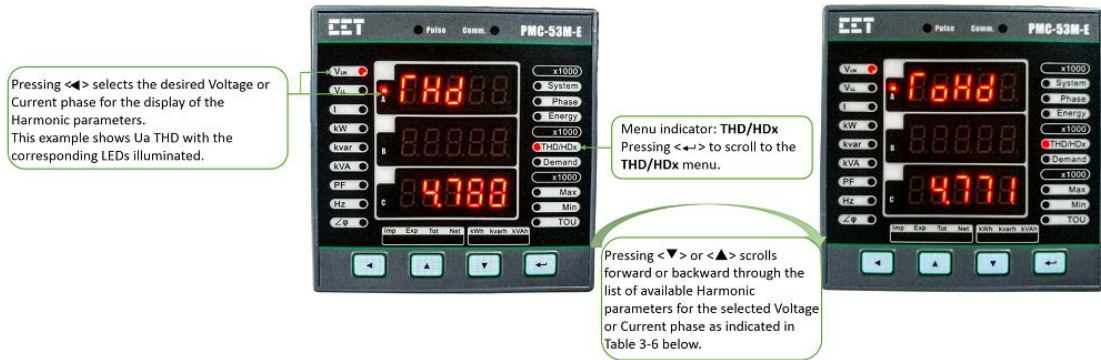 CET
Pulse Comm.
PMC-53M-E
VLN
VLL
I
kW
kvar
kVA
PF
Hz
∠φ
A
THd
B
C
4.788
x1000
System
Phase
Energy
x1000
THD/HDx
Demand
x1000
Max
Min
TOU
Imp Exp Tot Net kWh kvarh kVAh
Pressing <◄> selects the desired Voltage or
Current phase for the display of the
Harmonic parameters.
This example shows Ua THD with the
corresponding LEDs illuminated.
Menu indicator: THD/HDx
Pressing <↵> to scroll to the
THD/HDx menu.
Pressing <▼> or <▲> scrolls
forward or backward through the
list of available Harmonic
parameters for the selected Voltage
or Current phase as indicated in
Table 3-6 below.
CET
Pulse Comm.
PMC-53M-E
VLN
VLL
I
kW
kvar
kVA
PF
Hz
∠φ
A
ToHd
B
C
4.771
x1000
System
Phase
Energy
x1000
THD/HDx
Demand
x1000
Max
Min
TOU
Imp Exp Tot Net kWh kvarh kVAh